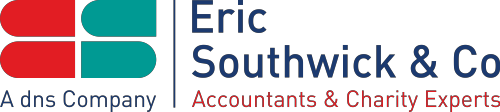 Eric
Southwick & Co
A dns Company
Accountants & Charity Experts